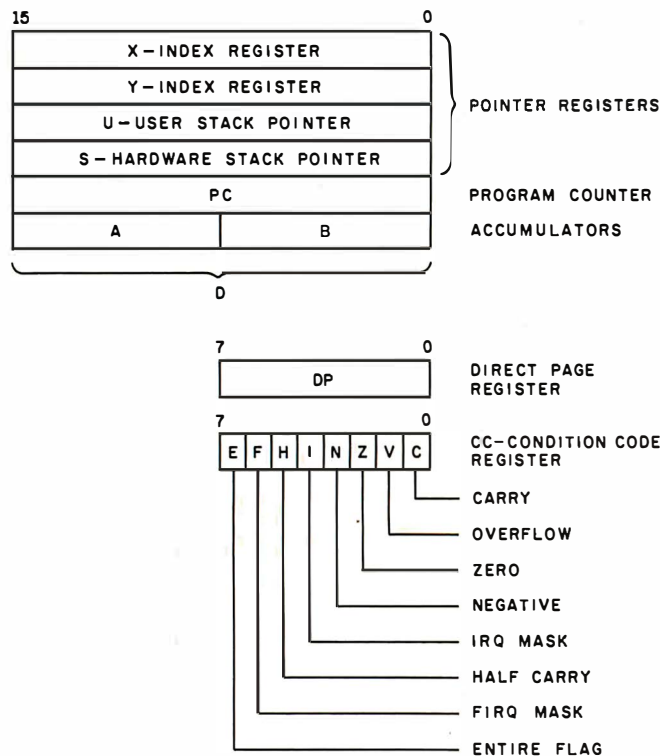 15 0
X-INDEX REGISTER
Y-INDEX REGISTER
U-USER STACK POINTER
S-HARDWARE STACK POINTER
POINTER REGISTERS
PC
PROGRAM COUNTER
A B
ACCUMULATORS
D
7 0
DP
DIRECT PAGE
REGISTER
7 0
E F H I N Z V C
CC-CONDITION CODE
REGISTER
CARRY
OVERFLOW
ZERO
NEGATIVE
IRQ MASK
HALF CARRY
FIRQ MASK
ENTIRE FLAG